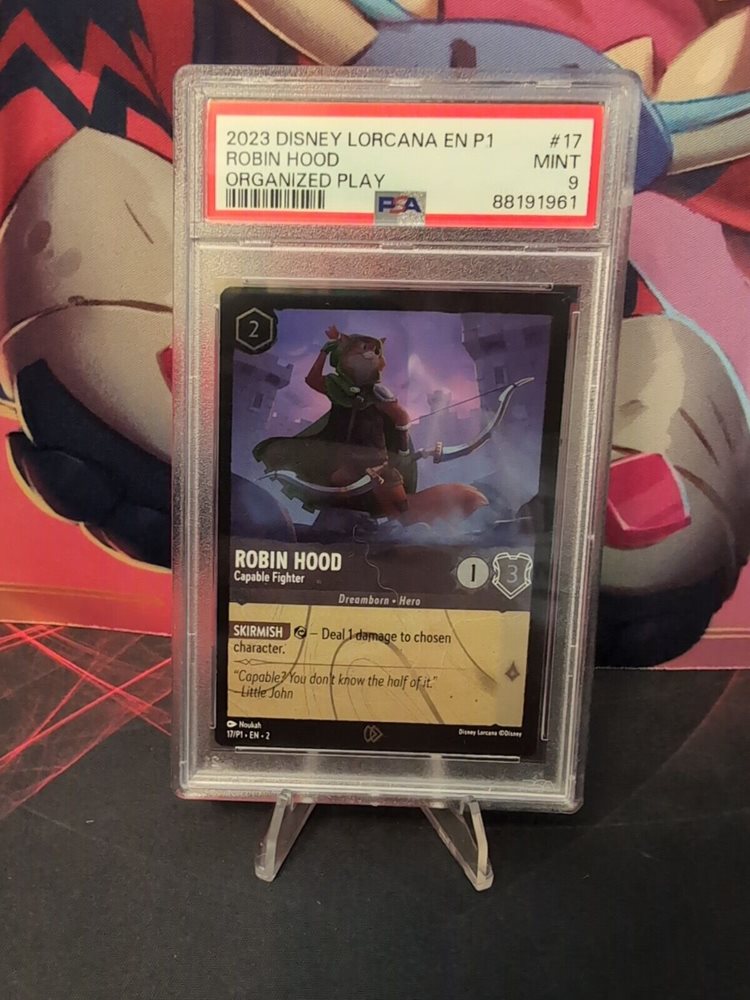 2023 DISNEY LORCANA EN P1 #17
ROBIN HOOD MINT
ORGANIZED PLAY 9
PSA 88191961
2
ROBIN HOOD
Capable Fighter
1 3
Dreamborn • Hero
SKIRMISH — Deal 1 damage to chosen
character.
"Capable? You don't know the half of it."
–Little John
Noukah
17/P1 • EN • 2
Disney Lorcana ©Disney